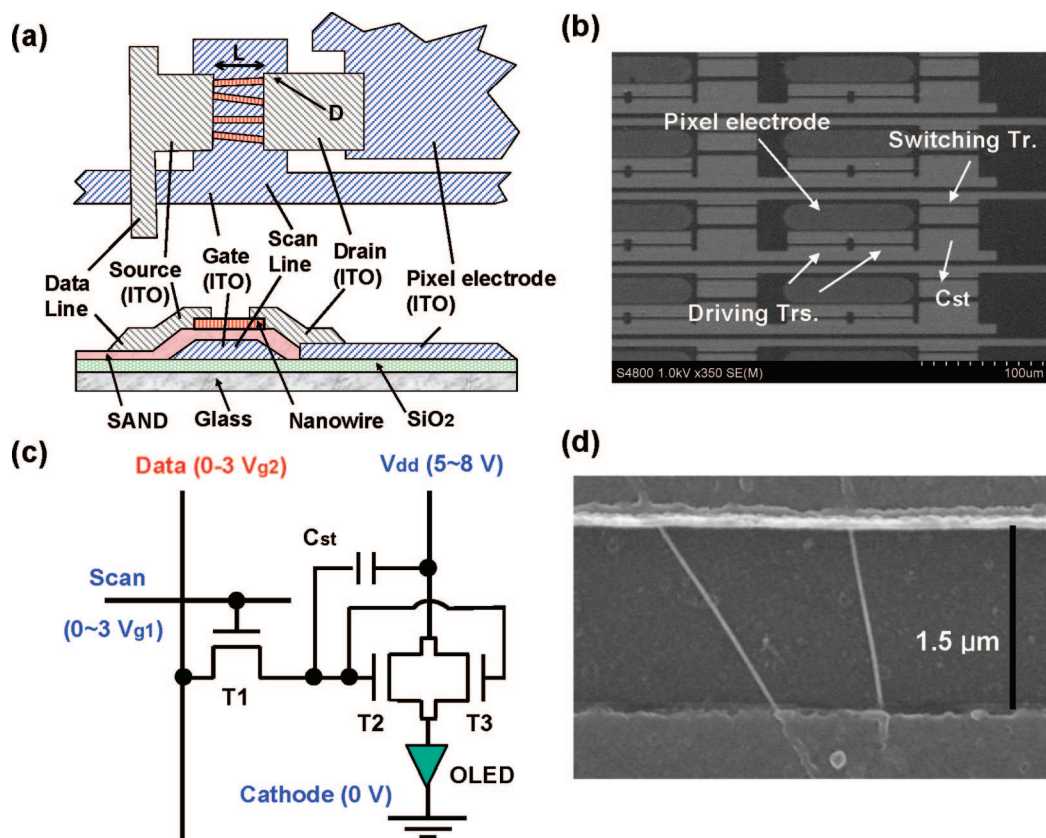 (a)
L
D
Data
Line
Source
(ITO)
Gate
(ITO)
Scan
Line
Drain
(ITO)
Pixel electrode
(ITO)
SAND
Glass
Nanowire
SiO2
(b)
Pixel electrode
Switching Tr.
Driving Trs.
Cst
S4800 1.0kV x350 SE(M)
100um
(c)
Data (0-3 Vg2)
Vdd (5~8 V)
Cst
Scan
(0~3 Vg1)
T1
T2
T3
OLED
Cathode (0 V)
(d)
1.5 µm